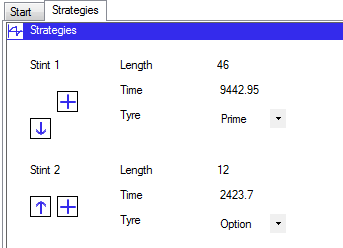 Start Strategies
Strategies
Stint 1 Length 46
Time 9442.95
Tyre Prime
Stint 2 Length 12
Time 2423.7
Tyre Option